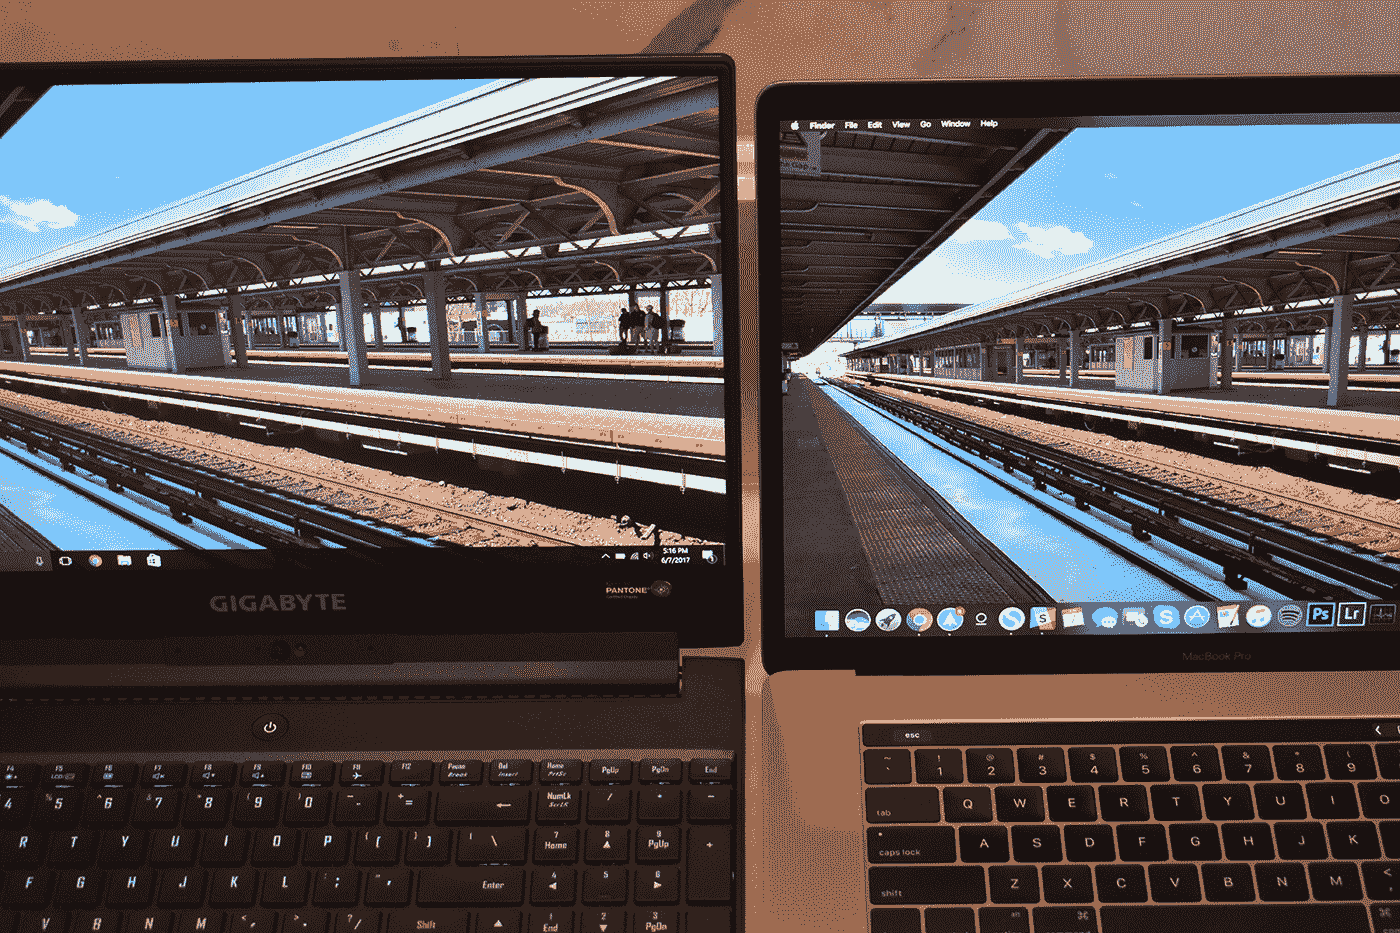 Finder File Edit View Go Window Help
5:16 PM
6/7/2017
PANTONE
GIGABYTE
Ps Lr
MacBook Pro
esc
F4 F5 F6 F7 F8 F9 F10 F11 F12 Pause Break Del Insert Home PrtSc PgUp PgDn End
4 % 5 ^ 6 & 7 * 8 ( 9 ) 0 - + = NumLk ScrLK / * -
R T Y U I O P { [ } ] | \ 7 Home 8 9 PgUp +
F G H J K L : ; " ' Enter 4 5 6
V B N M < , > . ? / Shift 1 End 2 3 PgDn
~ ` ! 1 @ 2 # 3 $ 4 % 5 ^ 6 & 7 * 8 ( 9
tab Q W E R T Y U I O
caps lock A S D F G H J K
shift Z X C V B N M < ,
alt ⌘ ⌘